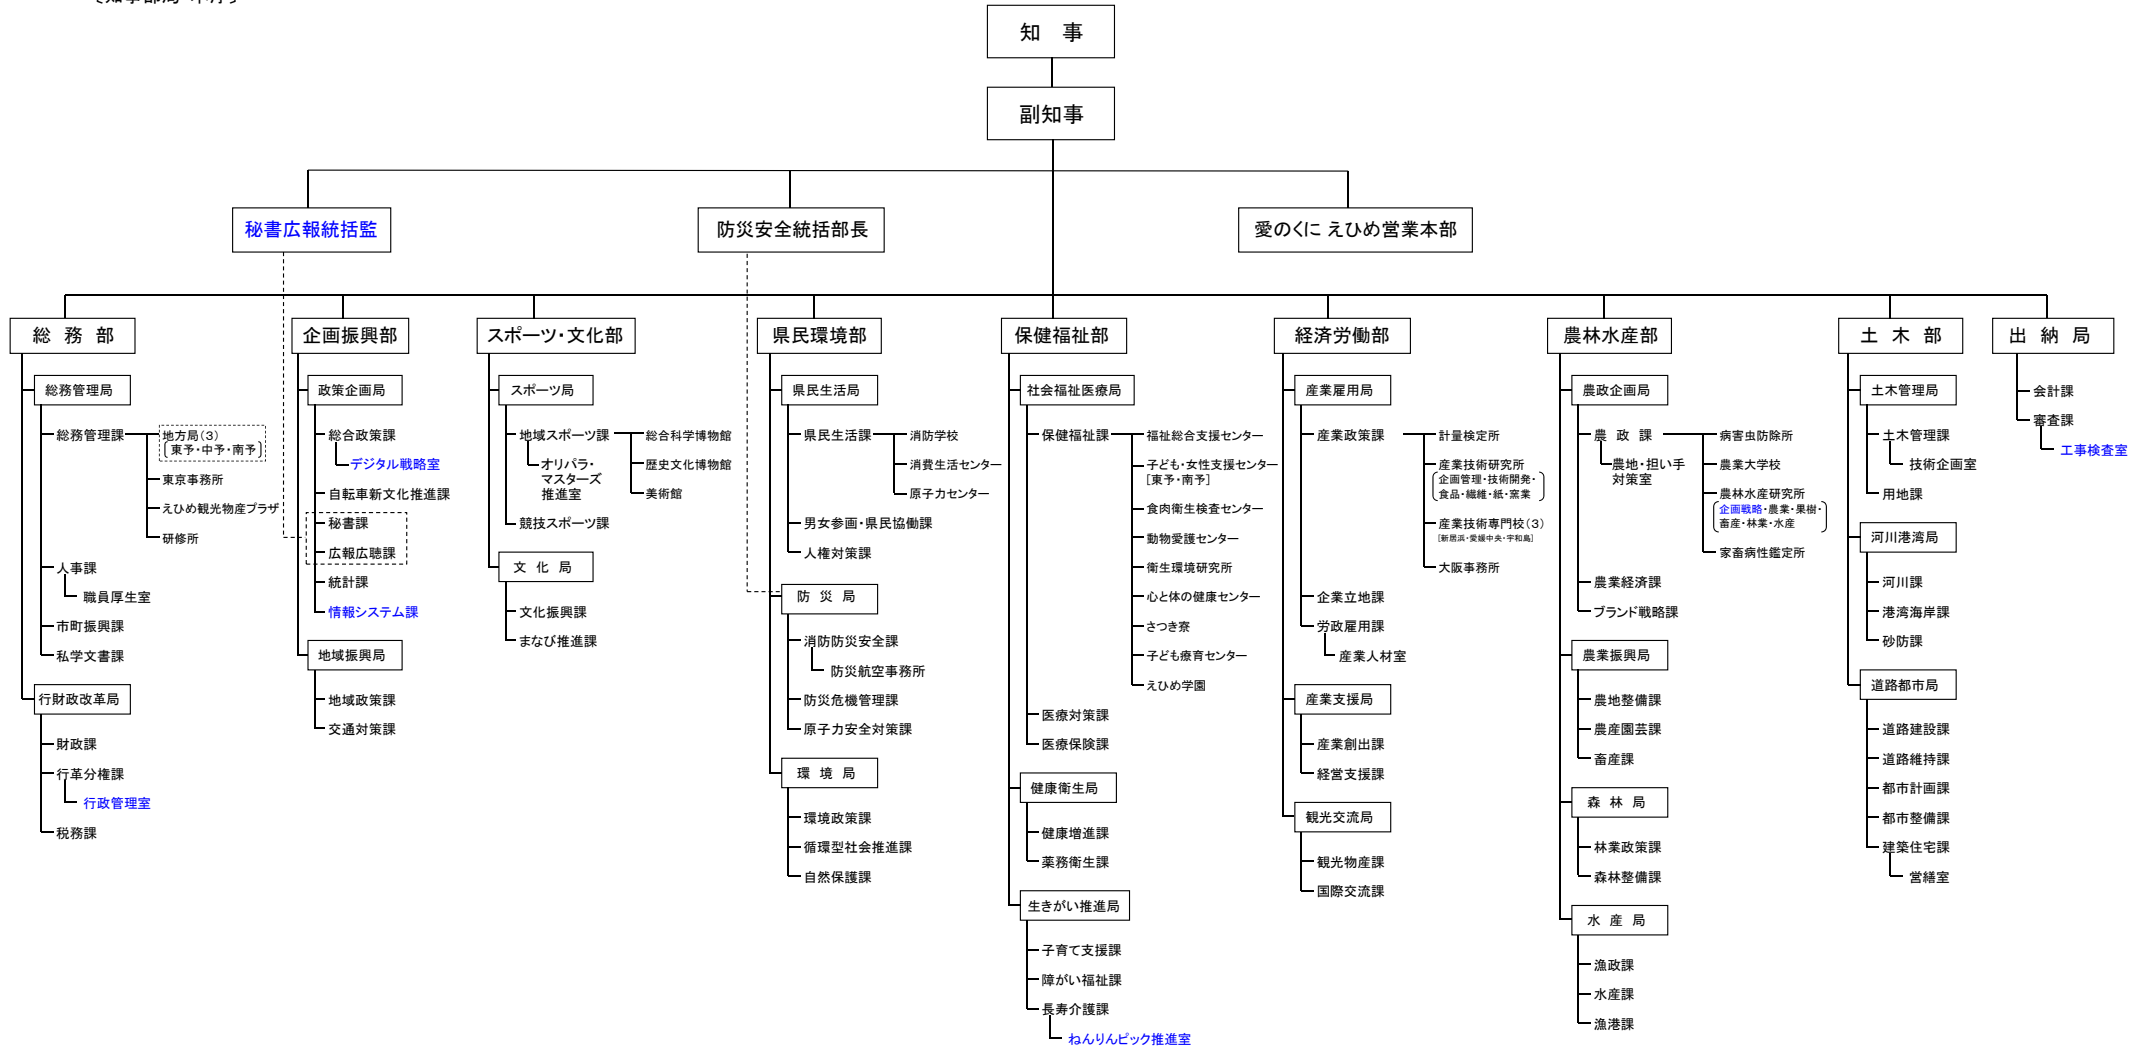 知　事
副知事
秘書広報統括監
防災安全統括部長
愛のくに えひめ営業本部
総　務　部
総務管理局
総務管理課
地方局(3)
東予・中予・南予
東京事務所
えひめ観光物産プラザ
研修所
人事課
職員厚生室
市町振興課
私学文書課
行財政改革局
財政課
行革分権課
行政管理室
税務課
企画振興部
政策企画局
総合政策課
デジタル戦略室
自転車新文化推進課
秘書課
広報広聴課
統計課
情報システム課
地域振興局
地域政策課
交通対策課
スポーツ・文化部
スポーツ局
地域スポーツ課
オリパラ・
マスターズ
推進室
総合科学博物館
歴史文化博物館
美術館
競技スポーツ課
文　化　局
文化振興課
まなび推進課
県民環境部
県民生活局
県民生活課
消防学校
消費生活センター
原子力センター
男女参画・県民協働課
人権対策課
防　災　局
消防防災安全課
防災航空事務所
防災危機管理課
原子力安全対策課
環　境　局
環境政策課
循環型社会推進課
自然保護課
保健福祉部
社会福祉医療局
保健福祉課
福祉総合支援センター
子ども・女性支援センター
[東予・南予]
食肉衛生検査センター
動物愛護センター
衛生環境研究所
心と体の健康センター
さつき寮
子ども療育センター
えひめ学園
医療対策課
医療保険課
健康衛生局
健康増進課
薬務衛生課
生きがい推進局
子育て支援課
障がい福祉課
長寿介護課
ねんりんピック推進室
経済労働部
産業雇用局
産業政策課
計量検定所
産業技術研究所
企画管理・技術開発・
食品・繊維・紙・窯業
産業技術専門校(3)
[新居浜・愛媛中央・宇和島]
大阪事務所
企業立地課
労政雇用課
産業人材室
産業支援局
産業創出課
経営支援課
観光交流局
観光物産課
国際交流課
農林水産部
農政企画局
農　政　課
農地・担い手
対策室
病害虫防除所
農業大学校
農林水産研究所
企画戦略・農業・果樹・
畜産・林業・水産
家畜病性鑑定所
農業経済課
ブランド戦略課
農業振興局
農地整備課
農産園芸課
畜産課
森　林　局
林業政策課
森林整備課
水　産　局
漁政課
水産課
漁港課
土　木　部
土木管理局
土木管理課
技術企画室
用地課
河川港湾局
河川課
港湾海岸課
砂防課
道路都市局
道路建設課
道路維持課
都市計画課
都市整備課
建築住宅課
営繕室
出　納　局
会計課
審査課
工事検査室